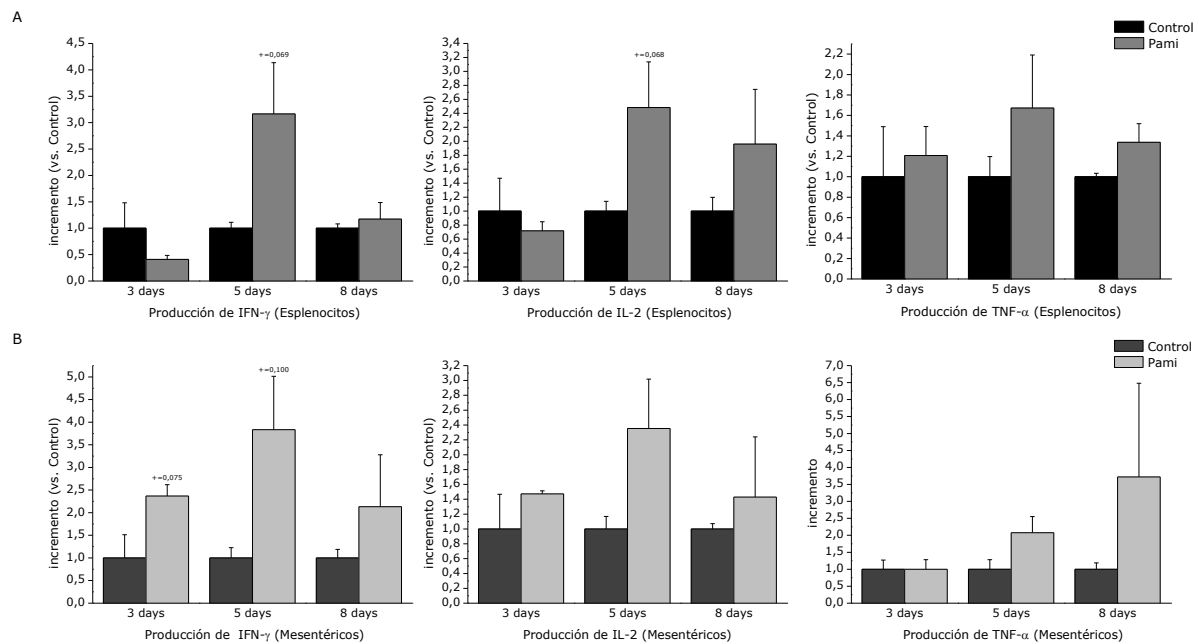 A
Control
Pami
incremento (vs. Control)
4,5
4,0
3,5
3,0
2,5
2,0
1,5
1,0
0,5
0,0
+=0,069
3 days
5 days
8 days
Producción de IFN-γ (Esplenocitos)
incremento (vs. Control)
3,4
3,2
3,0
2,8
2,6
2,4
2,2
2,0
1,8
1,6
1,4
1,2
1,0
0,8
0,6
0,4
0,2
0,0
+=0,068
3 days
5 days
8 days
Producción de IL-2 (Esplenocitos)
incremento (vs. Control)
2,2
2,0
1,8
1,6
1,4
1,2
1,0
0,8
0,6
0,4
0,2
0,0
3 days
5 days
8 days
Producción de TNF-α (Esplenocitos)
B
Control
Pami
incremento (vs. Control)
5,0
4,5
4,0
3,5
3,0
2,5
2,0
1,5
1,0
0,5
0,0
+=0,075
+=0,100
3 days
5 days
8 days
Producción de IFN-γ (Mesentéricos)
incremento (vs. Control)
3,2
3,0
2,8
2,6
2,4
2,2
2,0
1,8
1,6
1,4
1,2
1,0
0,8
0,6
0,4
0,2
0,0
3 days
5 days
8 days
Producción de IL-2 (Mesentéricos)
incremento
7,0
6,5
6,0
5,5
5,0
4,5
4,0
3,5
3,0
2,5
2,0
1,5
1,0
0,5
0,0
3 days
5 days
8 days
Producción de TNF-α (Mesentéricos)